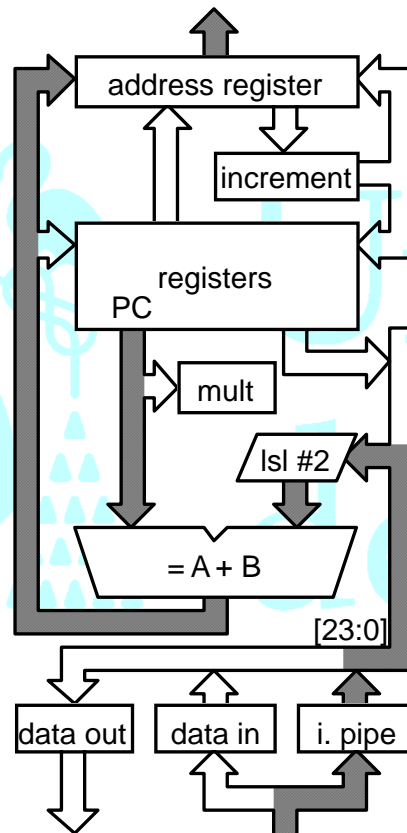 address register
increment
registers
PC
mult
lsl #2
= A + B
[23:0]
data out
data in
i. pipe